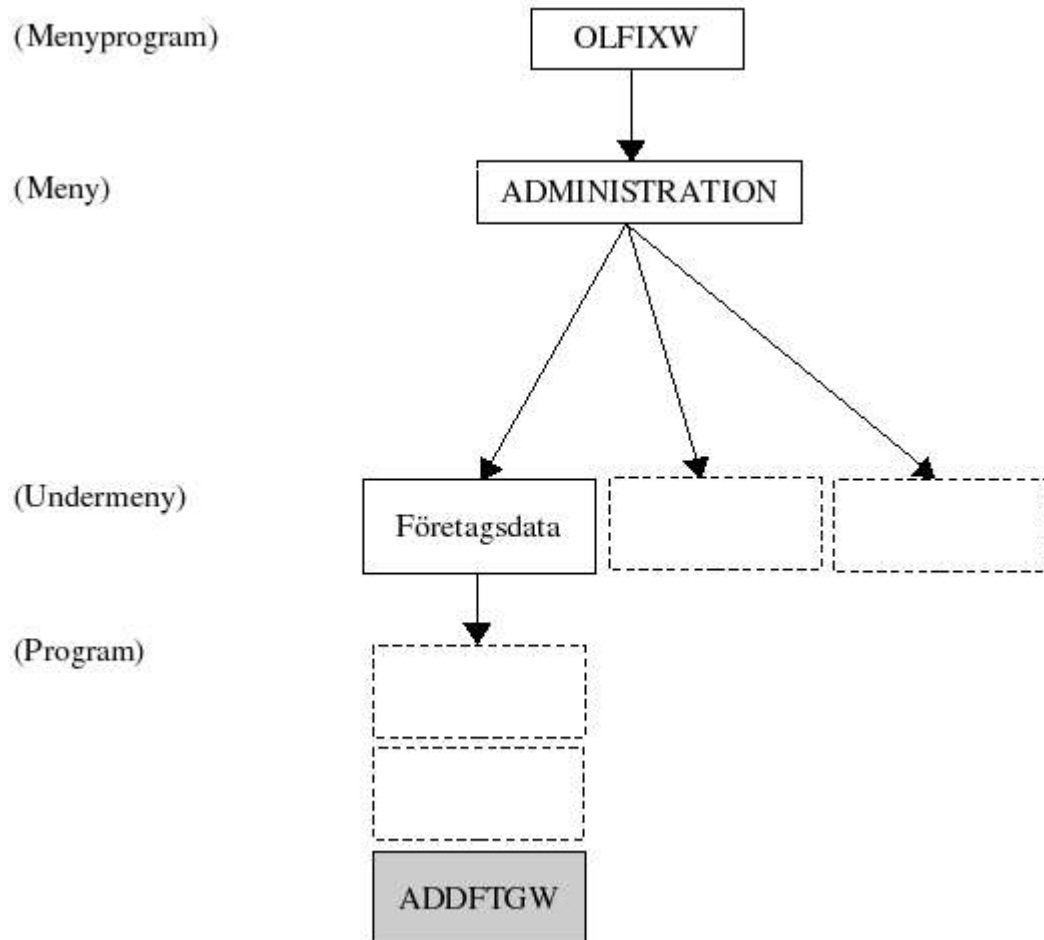 (Menyprogram)
OLFIXW
(Meny)
ADMINISTRATION
(Undermeny)
Företagsdata
(Program)
ADDFTGW